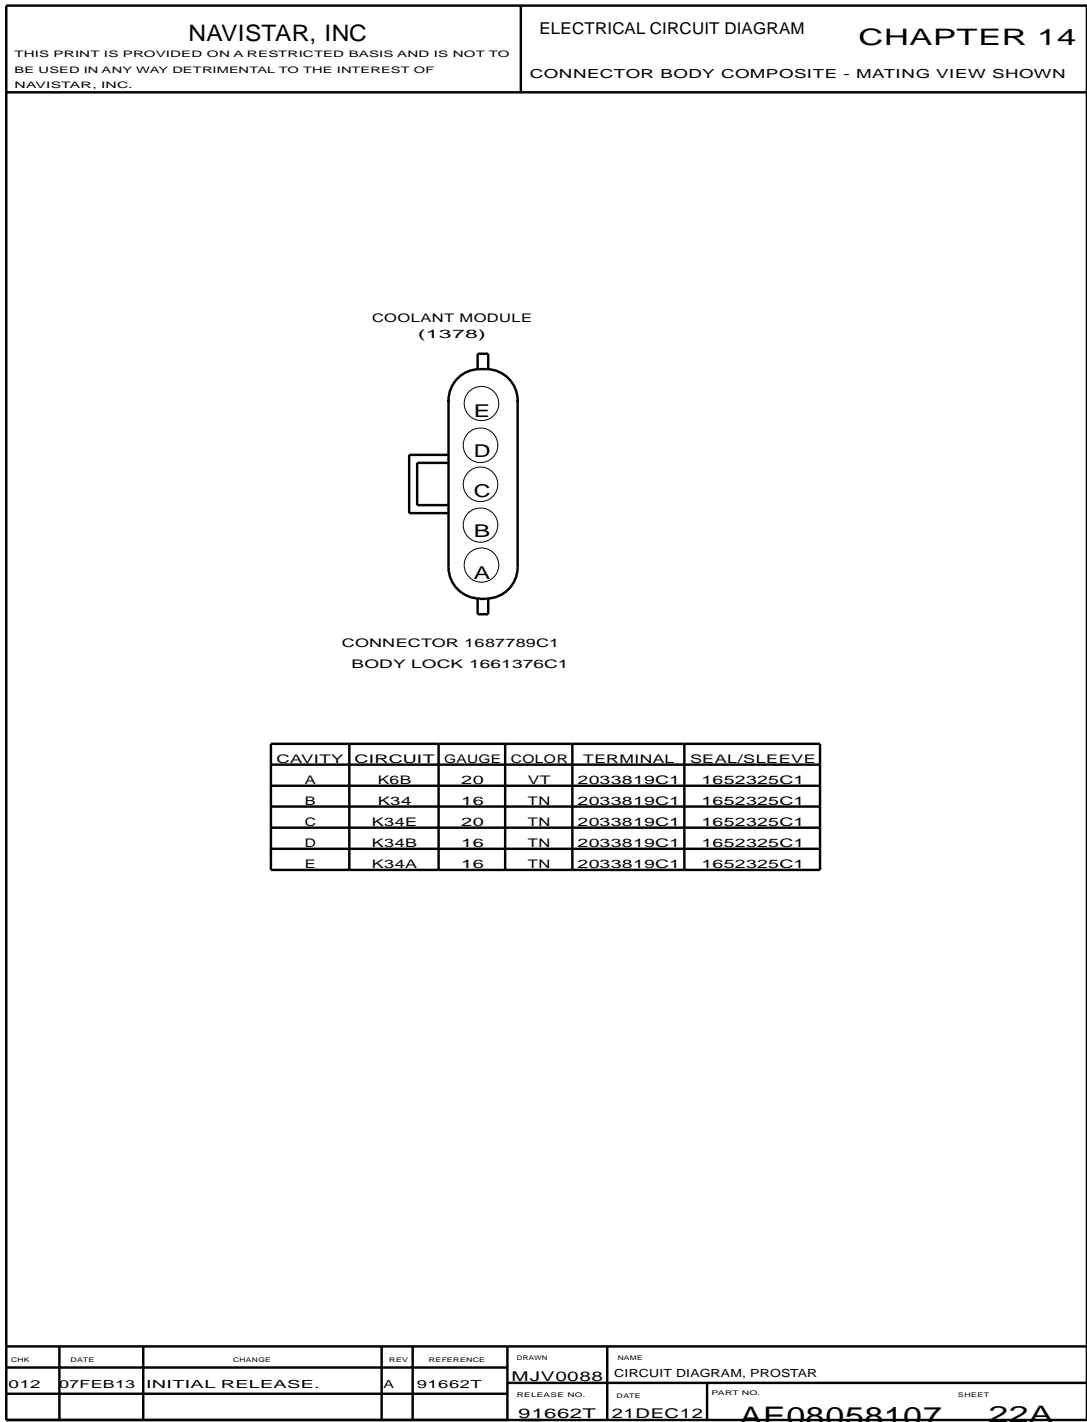 NAVISTAR, INC
THIS PRINT IS PROVIDED ON A RESTRICTED BASIS AND IS NOT TO
BE USED IN ANY WAY DETRIMENTAL TO THE INTEREST OF
NAVISTAR, INC.
ELECTRICAL CIRCUIT DIAGRAM
CHAPTER 14
CONNECTOR BODY COMPOSITE - MATING VIEW SHOWN
COOLANT MODULE
(1378)
E
D
C
B
A
CONNECTOR 1687789C1
BODY LOCK 1661376C1
CAVITY CIRCUIT GAUGE COLOR TERMINAL SEAL/SLEEVE
A K6B 20 VT 2033819C1 1652325C1
B K34 16 TN 2033819C1 1652325C1
C K34E 20 TN 2033819C1 1652325C1
D K34B 16 TN 2033819C1 1652325C1
E K34A 16 TN 2033819C1 1652325C1
CHK DATE CHANGE REV REFERENCE
012 07FEB13 INITIAL RELEASE. A 91662T
DRAWN
MJV0088
NAME
CIRCUIT DIAGRAM, PROSTAR
RELEASE NO.
91662T
DATE
21DEC12
PART NO.
AF08058107
SHEET
22A